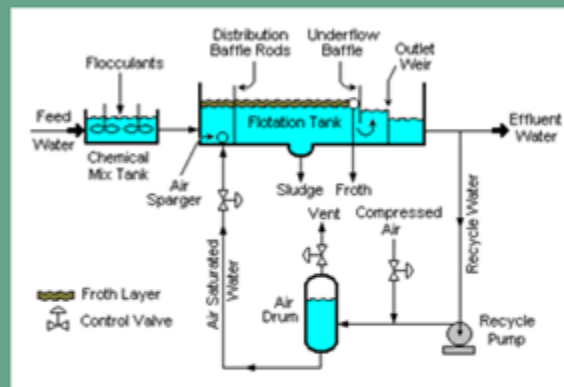 Distribution
Baffle Rods
Underflow
Baffle
Outlet
Weir
Flocculants
Feed
Water
Flotation Tank
Effluent
Water
Chemical
Mix Tank
Air
Sparger
Sludge
Froth
Vent
Compressed
Air
Recycle Water
Air Saturated
Water
Froth Layer
Control Valve
Air
Drum
Recycle
Pump